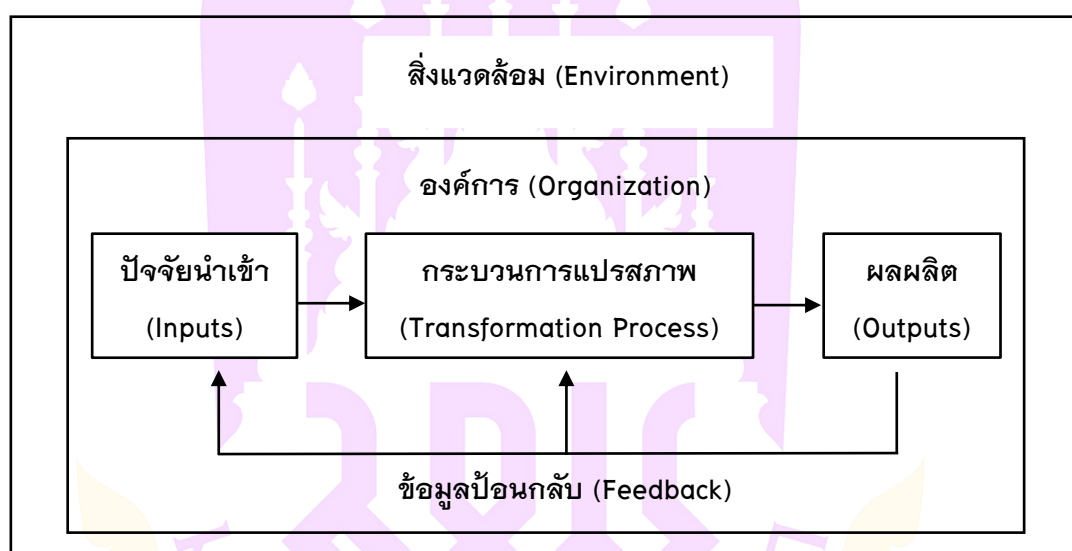 สิ่งแวดล้อม (Environment)
องค์การ (Organization)
ปัจจัยนำเข้า
(Inputs)
กระบวนการแปรสภาพ
(Transformation Process)
ผลผลิต
(Outputs)
ข้อมูลป้อนกลับ (Feedback)